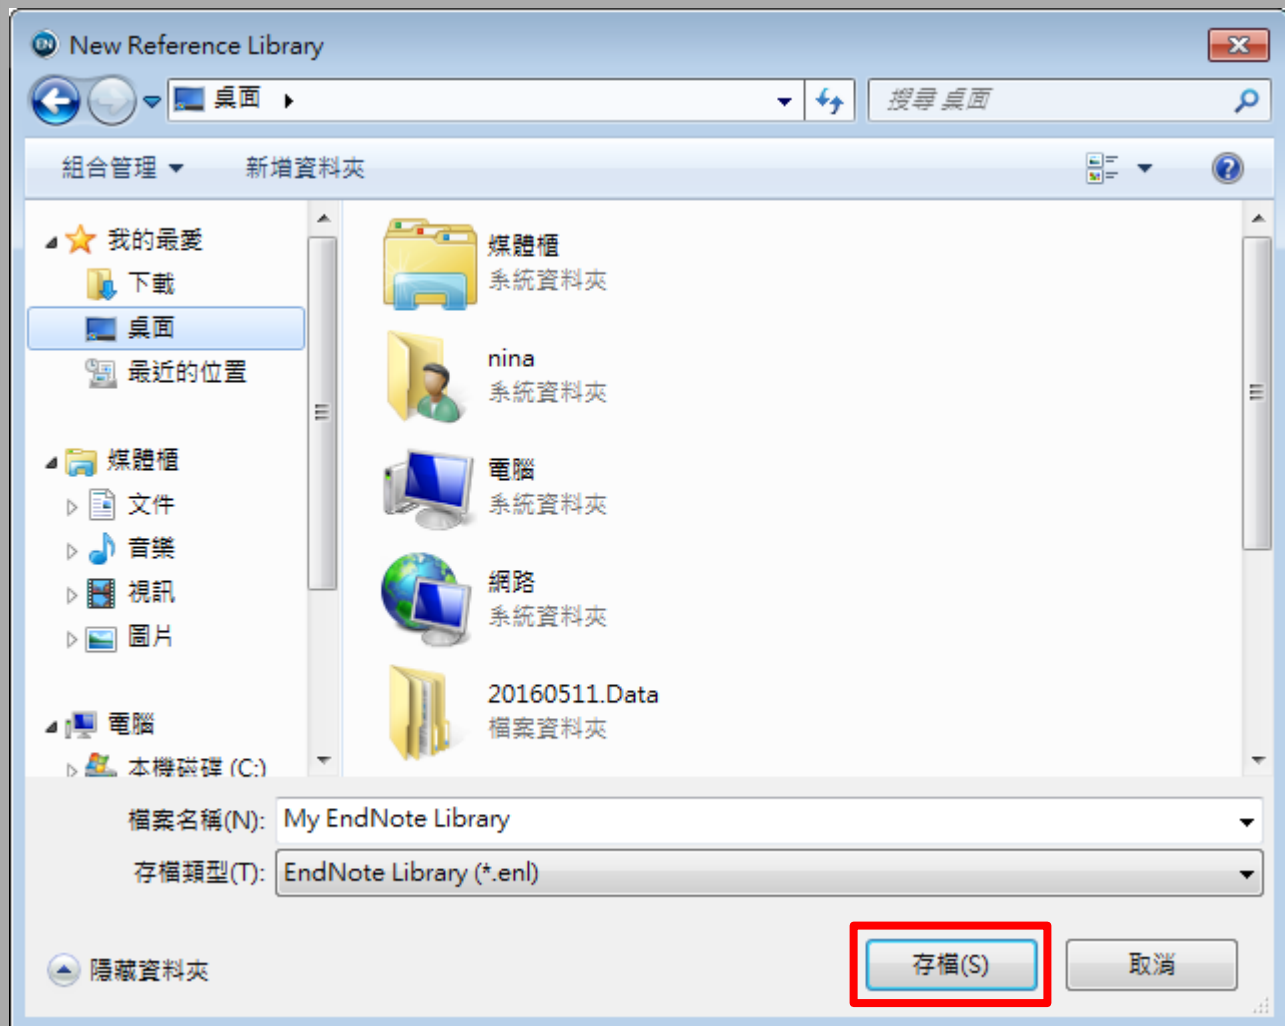 New Reference Library
桌面
搜尋 桌面
組合管理 新增資料夾
我的最愛
下載
桌面
最近的位置
媒體櫃
文件
音樂
視訊
圖片
電腦
本機磁碟 (C:)
媒體櫃
系統資料夾
nina
系統資料夾
電腦
系統資料夾
網路
系統資料夾
20160511.Data
檔案資料夾
檔案名稱(N): My EndNote Library
存檔類型(T): EndNote Library (*.enl)
隱藏資料夾
存檔(S) 取消